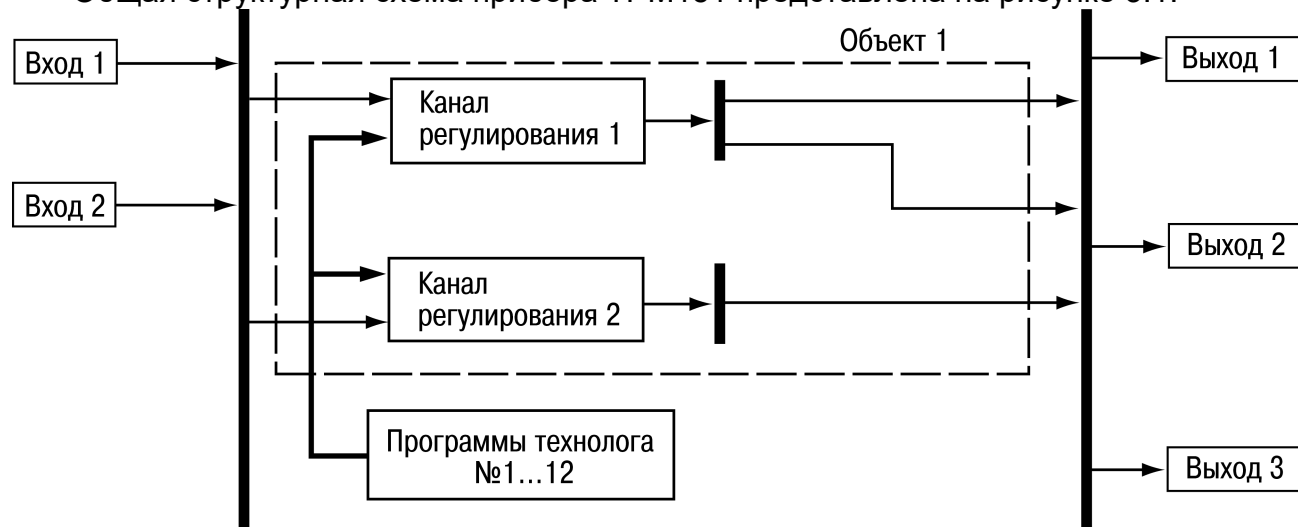 Объект 1
Вход 1
Выход 1
Канал
регулирования 1
Вход 2
Выход 2
Канал
регулирования 2
Программы технолога
№1...12
Выход 3